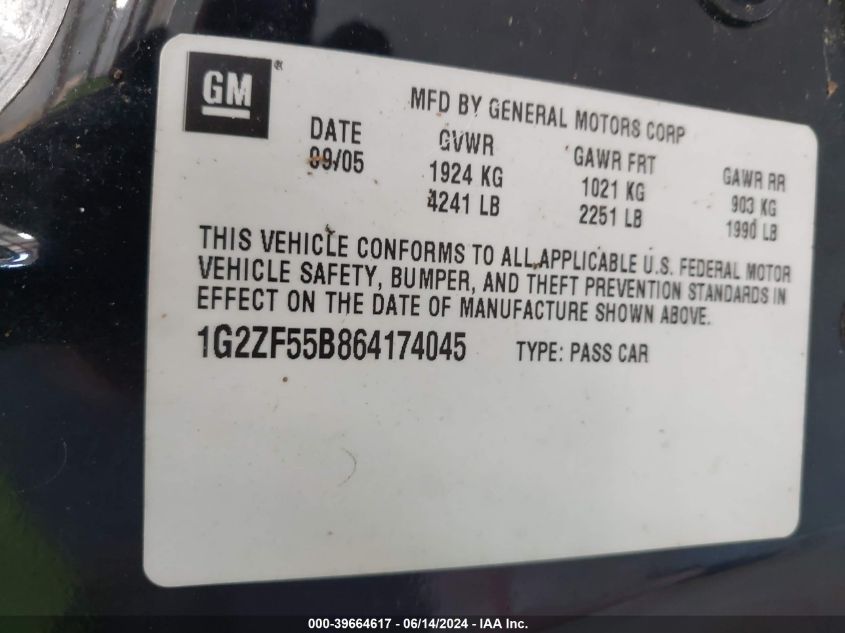 GM®
MFD BY GENERAL MOTORS CORP
DATE GVWR GAWR FRT GAWR RR
09/05 1924 KG 1021 KG 903 KG
4241 LB 2251 LB 1990 LB
THIS VEHICLE CONFORMS TO ALL APPLICABLE U.S. FEDERAL MOTOR
VEHICLE SAFETY, BUMPER, AND THEFT PREVENTION STANDARDS IN
EFFECT ON THE DATE OF MANUFACTURE SHOWN ABOVE.
1G2ZF55B864174045 TYPE: PASS CAR
000-39664617 / 06/14/2024 / IAA Inc.